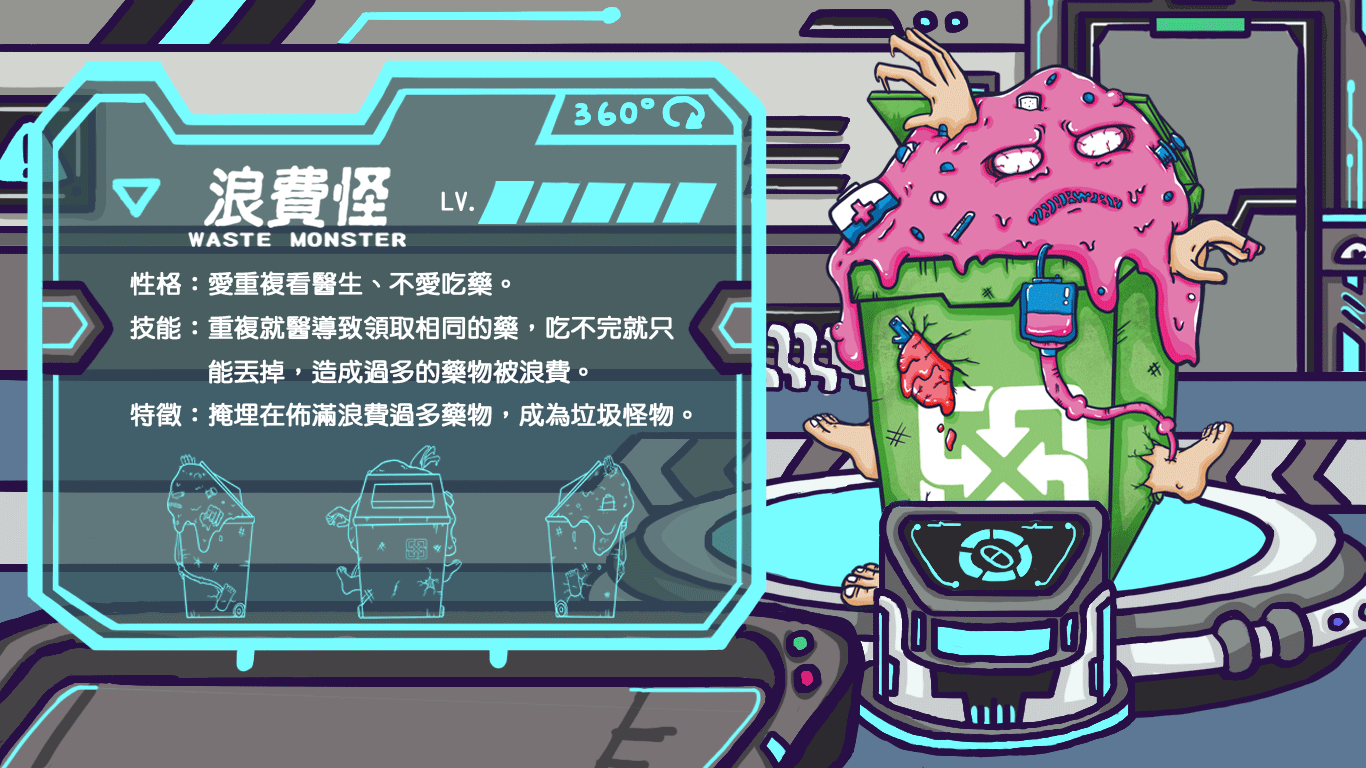 360°
浪費怪
LV.
WASTE MONSTER
性格：愛重複看醫生、不愛吃藥。
技能：重複就醫導致領取相同的藥，吃不完就只
能丟掉，造成過多的藥物被浪費。
特徵：掩埋在佈滿浪費過多藥物，成為垃圾怪物。